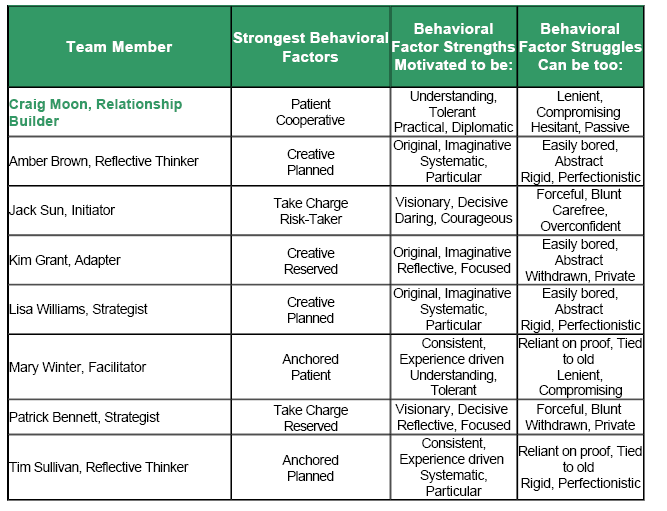 Team Member
Strongest Behavioral
Factors
Behavioral
Factor Strengths
Motivated to be:
Behavioral
Factor Struggles
Can be too:
Craig Moon, Relationship
Builder
Patient
Cooperative
Understanding,
Tolerant
Practical, Diplomatic
Lenient,
Compromising
Hesitant, Passive
Amber Brown, Reflective Thinker
Creative
Planned
Original, Imaginative
Systematic,
Particular
Easily bored,
Abstract
Rigid, Perfectionistic
Jack Sun, Initiator
Take Charge
Risk-Taker
Visionary, Decisive
Daring, Courageous
Forceful, Blunt
Carefree,
Overconfident
Kim Grant, Adapter
Creative
Reserved
Original, Imaginative
Reflective, Focused
Easily bored,
Abstract
Withdrawn, Private
Lisa Williams, Strategist
Creative
Planned
Original, Imaginative
Systematic,
Particular
Easily bored,
Abstract
Rigid, Perfectionistic
Mary Winter, Facilitator
Anchored
Patient
Consistent,
Experience driven
Understanding,
Tolerant
Reliant on proof, Tied
to old
Lenient,
Compromising
Patrick Bennett, Strategist
Take Charge
Reserved
Visionary, Decisive
Reflective, Focused
Forceful, Blunt
Withdrawn, Private
Tim Sullivan, Reflective Thinker
Anchored
Planned
Consistent,
Experience driven
Systematic,
Particular
Reliant on proof, Tied
to old
Rigid, Perfectionistic